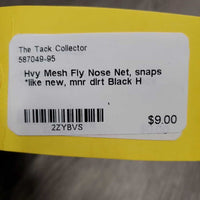 The Tack Collector
587049-95
Hvy Mesh Fly Nose Net, snaps
*like new, mnr dirt Black H
2ZYBVS
$9.00